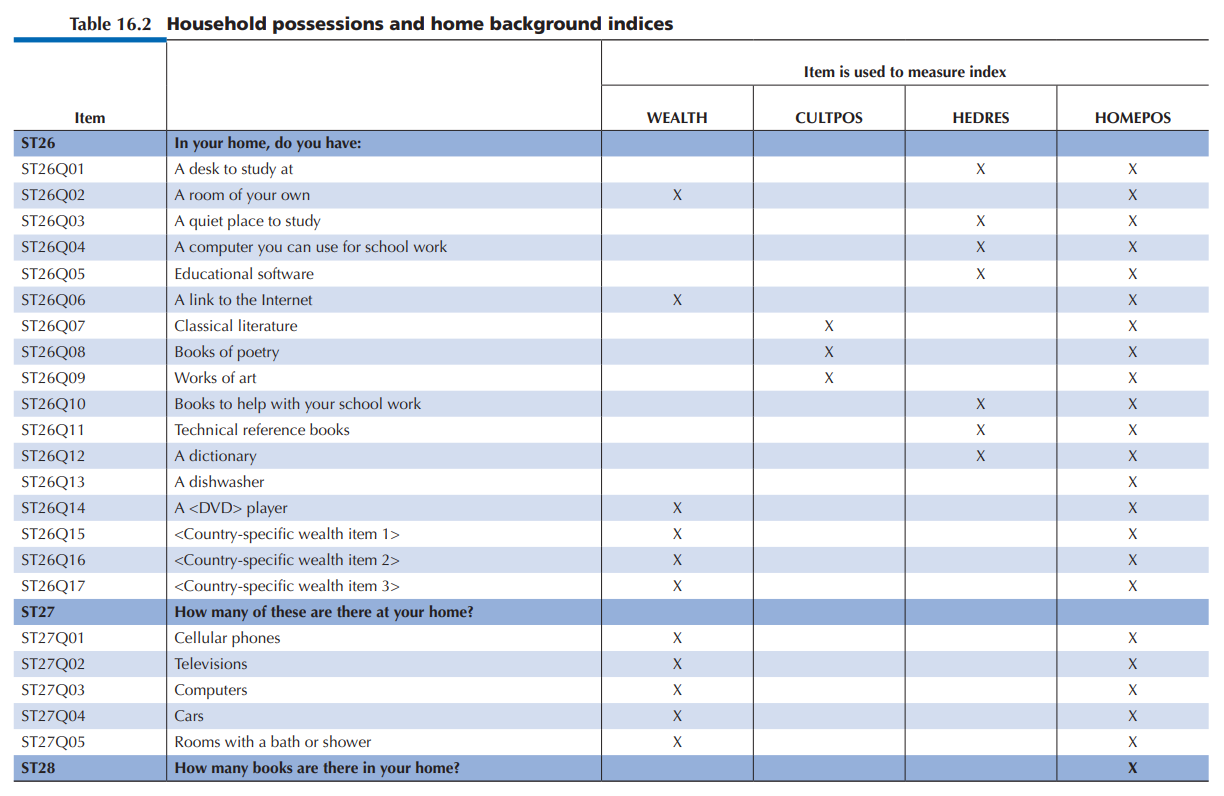 Table 16.2 Household possessions and home background indices
Item is used to measure index
Item WEALTH CULTPOS HEDRES HOMEPOS
ST26 In your home, do you have:
ST26Q01 A desk to study at X X
ST26Q02 A room of your own X X
ST26Q03 A quiet place to study X X
ST26Q04 A computer you can use for school work X X
ST26Q05 Educational software X X
ST26Q06 A link to the Internet X X
ST26Q07 Classical literature X X
ST26Q08 Books of poetry X X
ST26Q09 Works of art X X
ST26Q10 Books to help with your school work X X
ST26Q11 Technical reference books X X
ST26Q12 A dictionary X X
ST26Q13 A dishwasher X
ST26Q14 A <DVD> player X X
ST26Q15 <Country-specific wealth item 1> X X
ST26Q16 <Country-specific wealth item 2> X X
ST26Q17 <Country-specific wealth item 3> X X
ST27 How many of these are there at your home?
ST27Q01 Cellular phones X X
ST27Q02 Televisions X X
ST27Q03 Computers X X
ST27Q04 Cars X X
ST27Q05 Rooms with a bath or shower X X
ST28 How many books are there in your home? X